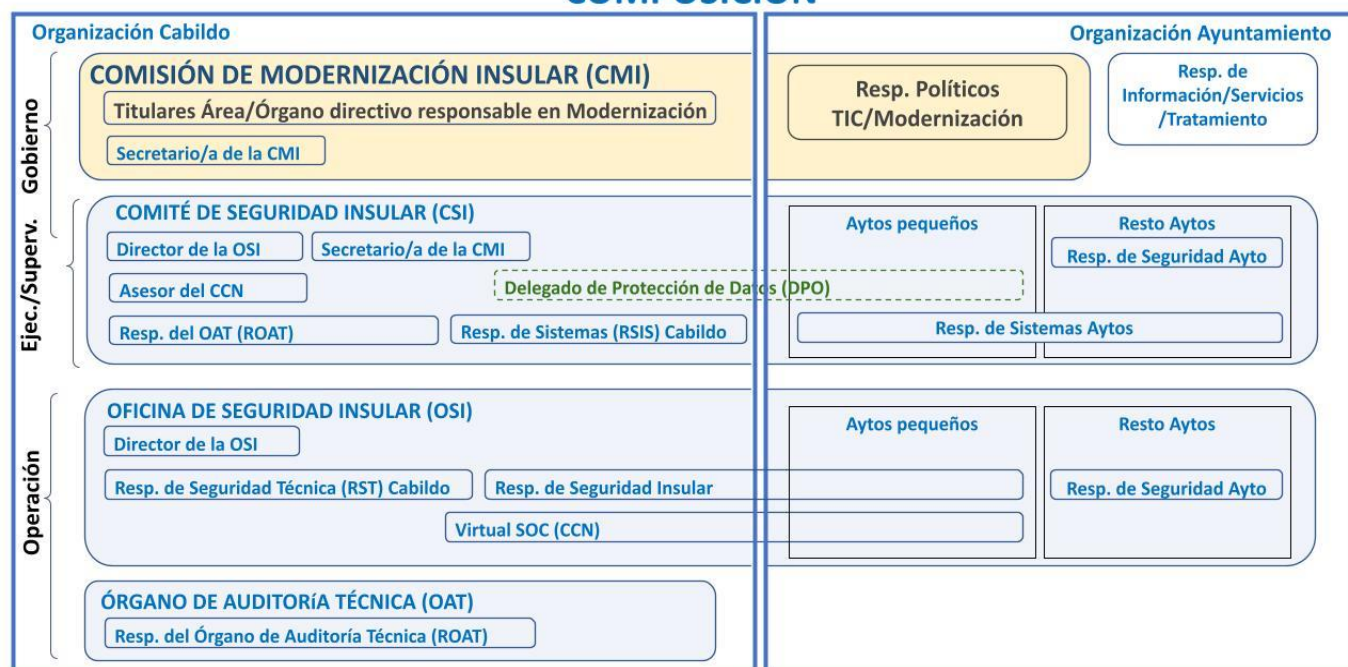 COMPOSICIÓN
Organización Cabildo
Organización Ayuntamiento
Gobierno
COMISIÓN DE MODERNIZACIÓN INSULAR (CMI)
Titulares Área/Órgano directivo responsable en Modernización
Secretario/a de la CMI
Resp. Políticos
TIC/Modernización
Resp. de
Información/Servicios
/Tratamiento
Ejec./Superv.
COMITÉ DE SEGURIDAD INSULAR (CSI)
Director de la OSI
Secretario/a de la CMI
Asesor del CCN
Delegado de Protección de Datos (DPO)
Resp. del OAT (ROAT)
Resp. de Sistemas (RSIS) Cabildo
Aytos pequeños
Resto Aytos
Resp. de Seguridad Ayto
Resp. de Sistemas Aytos
Operación
OFICINA DE SEGURIDAD INSULAR (OSI)
Director de la OSI
Resp. de Seguridad Técnica (RST) Cabildo
Resp. de Seguridad Insular
Virtual SOC (CCN)
Aytos pequeños
Resto Aytos
Resp. de Seguridad Ayto
ÓRGANO DE AUDITORíA TÉCNICA (OAT)
Resp. del Órgano de Auditoría Técnica (ROAT)